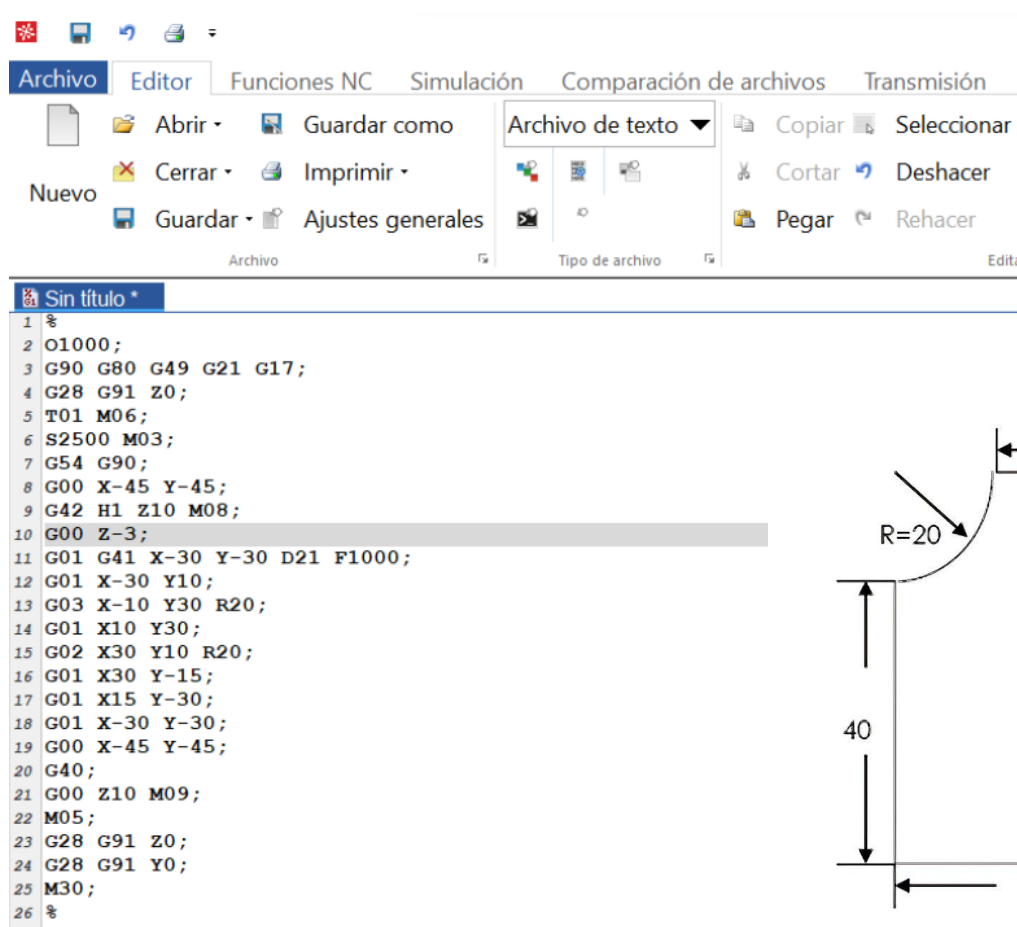 Archivo Editor Funciones NC Simulación Comparación de archivos Transmisión
Nuevo
Abrir
Guardar como
Cerrar
Imprimir
Guardar
Ajustes generales
Archivo
Archivo de texto
Tipo de archivo
Copiar
Seleccionar
Cortar
Deshacer
Pegar
Rehacer
Edita
Sin título *
1 %
2 O1000;
3 G90 G80 G49 G21 G17;
4 G28 G91 Z0;
5 T01 M06;
6 S2500 M03;
7 G54 G90;
8 G00 X-45 Y-45;
9 G42 H1 Z10 M08;
10 G00 Z-3;
11 G01 G41 X-30 Y-30 D21 F1000;
12 G01 X-30 Y10;
13 G03 X-10 Y30 R20;
14 G01 X10 Y30;
15 G02 X30 Y10 R20;
16 G01 X30 Y-15;
17 G01 X15 Y-30;
18 G01 X-30 Y-30;
19 G00 X-45 Y-45;
20 G40;
21 G00 Z10 M09;
22 M05;
23 G28 G91 Z0;
24 G28 G91 Y0;
25 M30;
26 %
R=20
40